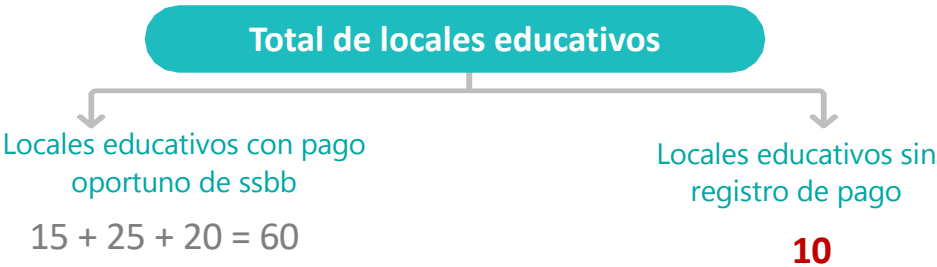 Total de locales educativos
Locales educativos con pago
oportuno de ssbb
15 + 25 + 20 = 60
Locales educativos sin
registro de pago
10